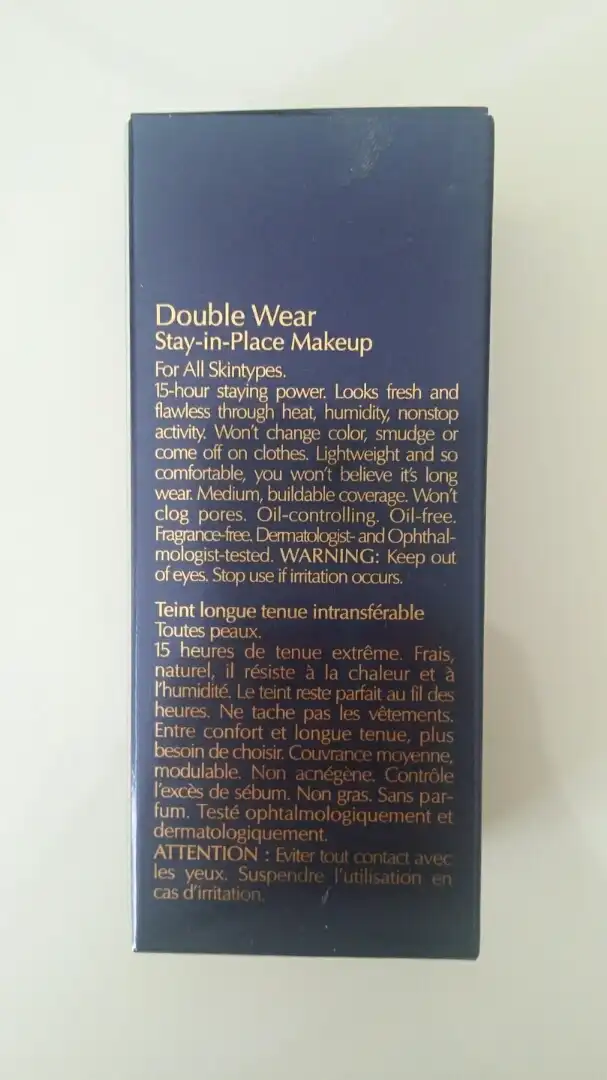 Double Wear
Stay-in-Place Makeup
For All Skintypes.
15-hour staying power. Looks fresh and
flawless through heat, humidity, nonstop
activity. Won't change color, smudge or
come off on clothes. Lightweight and so
comfortable, you won't believe it's long
wear. Medium, buildable coverage. Won't
clog pores. Oil-controlling. Oil-free.
Fragrance-free. Dermatologist- and Ophthal-
mologist-tested. WARNING: Keep out
of eyes. Stop use if irritation occurs.
Teint longue tenue intransférable
Toutes peaux.
15 heures de tenue extrême. Frais,
naturel, il résiste à la chaleur et à
l'humidité. Le teint reste parfait au fil des
heures. Ne tache pas les vêtements.
Entre confort et longue tenue, plus
besoin de choisir. Couvrance moyenne,
modulable. Non acnégène. Contrôle
l'excès de sébum. Non gras. Sans par-
fum. Testé ophtalmologiquement et
dermatologiquement.
ATTENTION : Eviter tout contact avec
les yeux. Suspendre l'utilisation en
cas d'irritation.